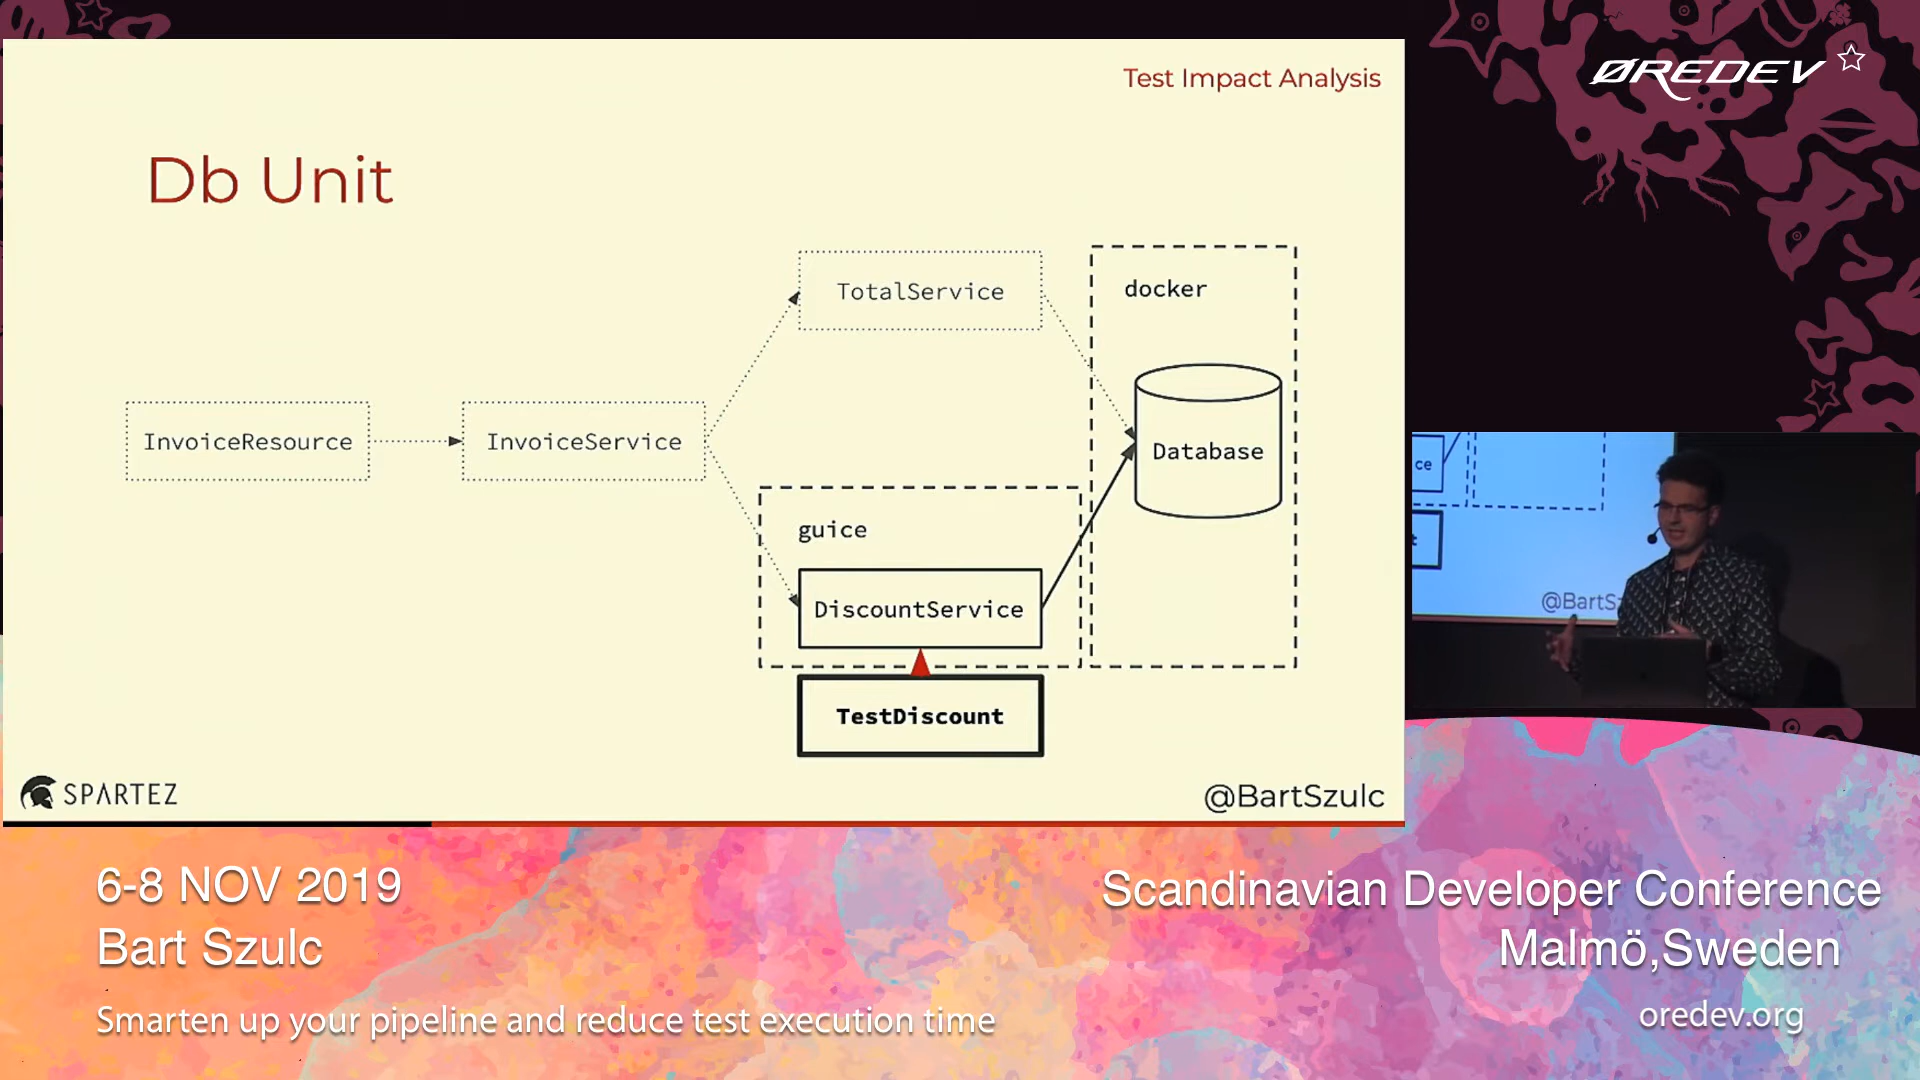 ØREDEV
Test Impact Analysis
Db Unit
TotalService
docker
InvoiceResource
InvoiceService
Database
guice
DiscountService
TestDiscount
SPARTEZ
@BartSzulc
ce
t
@BartSz
6-8 NOV 2019
Bart Szulc
Smarten up your pipeline and reduce test execution time
Scandinavian Developer Conference
Malmö,Sweden
oredev.org